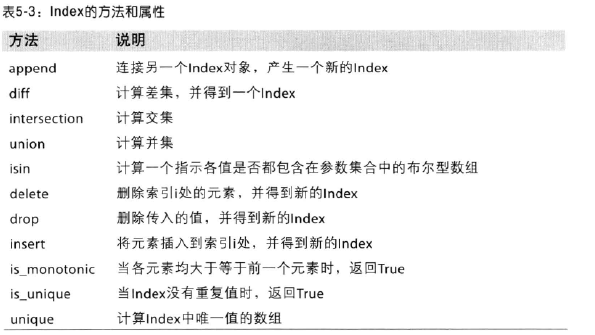 表5-3：Index的方法和属性
方法 说明
append 连接另一个Index对象，产生一个新的Index
diff 计算差集，并得到一个Index
intersection 计算交集
union 计算并集
isin 计算一个指示各值是否都包含在参数集合中的布尔型数组
delete 删除索引i处的元素，并得到新的Index
drop 删除传入的值，并得到新的Index
insert 将元素插入到索引i处，并得到新的Index
is_monotonic 当各元素均大于等于前一个元素时，返回True
is_unique 当Index没有重复值时，返回True
unique 计算Index中唯一值的数组